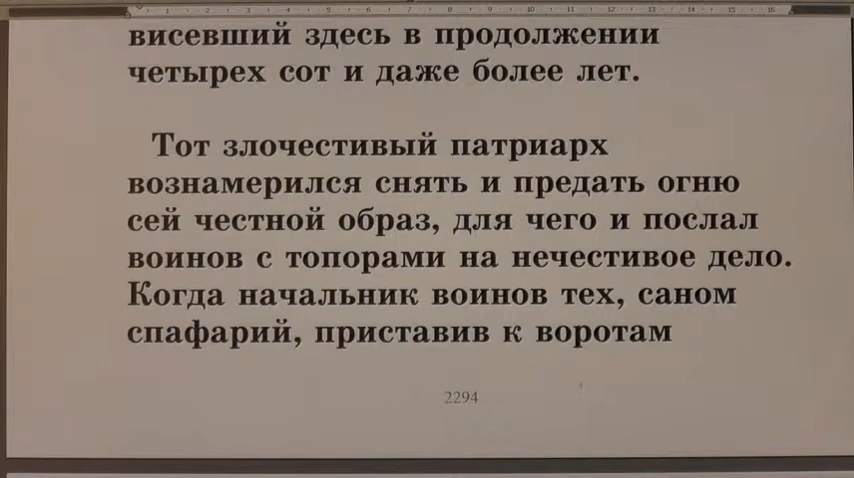 висевший здесь в продолжении
четырех сот и даже более лет.
Тот злочестивый патриарх
вознамерился снять и предать огню
сей честной образ, для чего и послал
воинов с топорами на нечестивое дело.
Когда начальник воинов тех, саном
спафарий, приставив к воротам
2294